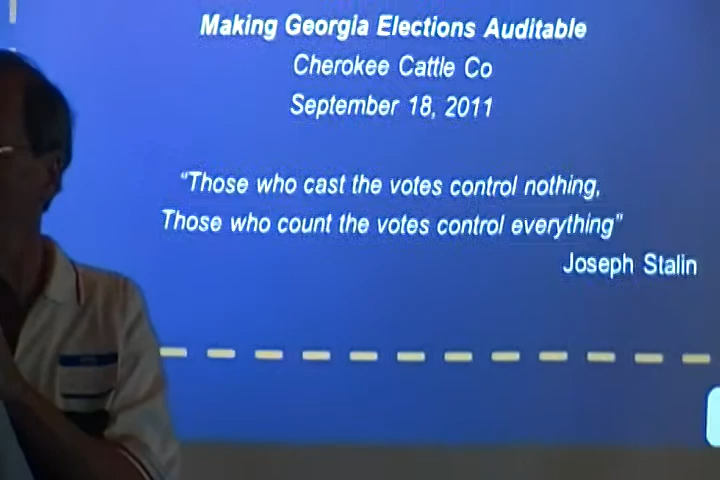 Making Georgia Elections Auditable
Cherokee Cattle Co
September 18, 2011
"Those who cast the votes control nothing,
Those who count the votes control everything"
Joseph Stalin